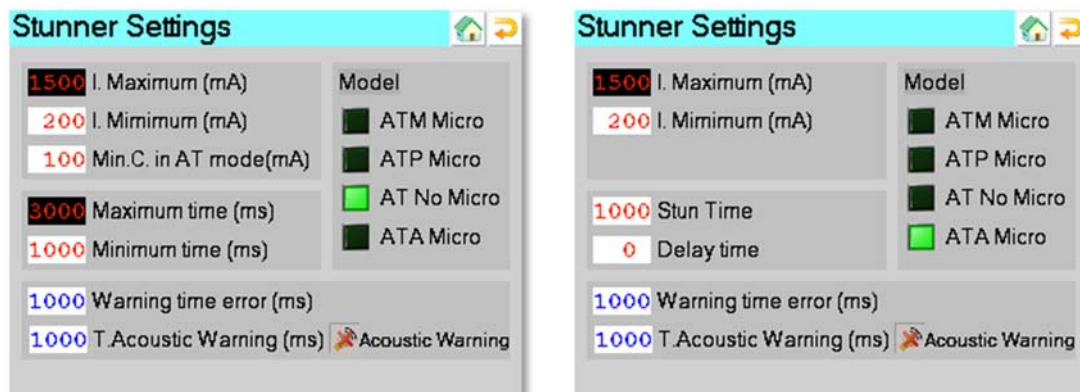 Stunner Settings
1500 I. Maximum (mA)
200 I. Mimimum (mA)
100 Min.C. in AT mode(mA)
3000 Maximum time (ms)
1000 Minimum time (ms)
Model
ATM Micro
ATP Micro
AT No Micro
ATA Micro
1000 Warning time error (ms)
1000 T.Acoustic Warning (ms) Acoustic Warning
Stunner Settings
1500 I. Maximum (mA)
200 I. Mimimum (mA)
1000 Stun Time
0 Delay time
Model
ATM Micro
ATP Micro
AT No Micro
ATA Micro
1000 Warning time error (ms)
1000 T.Acoustic Warning (ms) Acoustic Warning